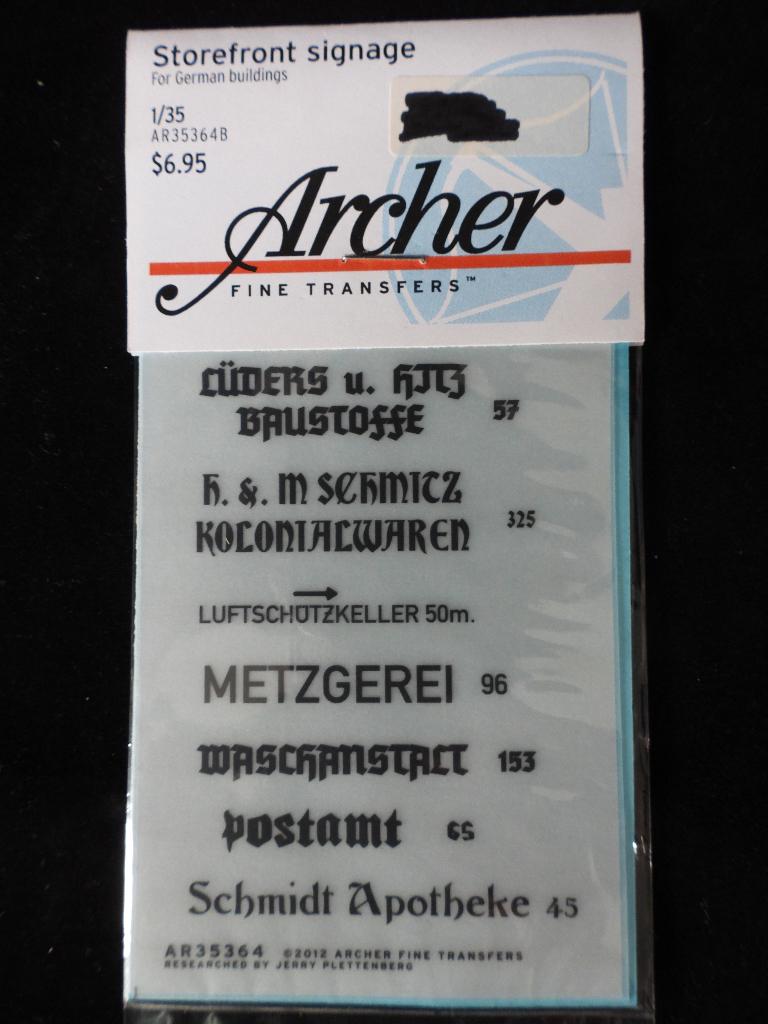 Storefront signage
For German buildings
1/35
AR35364B
$6.95
Archer
FINE TRANSFERS™
LÜDERS u. HITZ
BAUSTOFFE 57
H. &. M SCHMITZ
KOLONIALWAREN 325
→
LUFTSCHUTZKELLER 50m.
METZGEREI 96
WASCHANSTALT 153
Postamt 65
Schmidt Apotheke 45
AR35364 ©2012 ARCHER FINE TRANSFERS
RESEARCHED BY JERRY PLETTENBERG